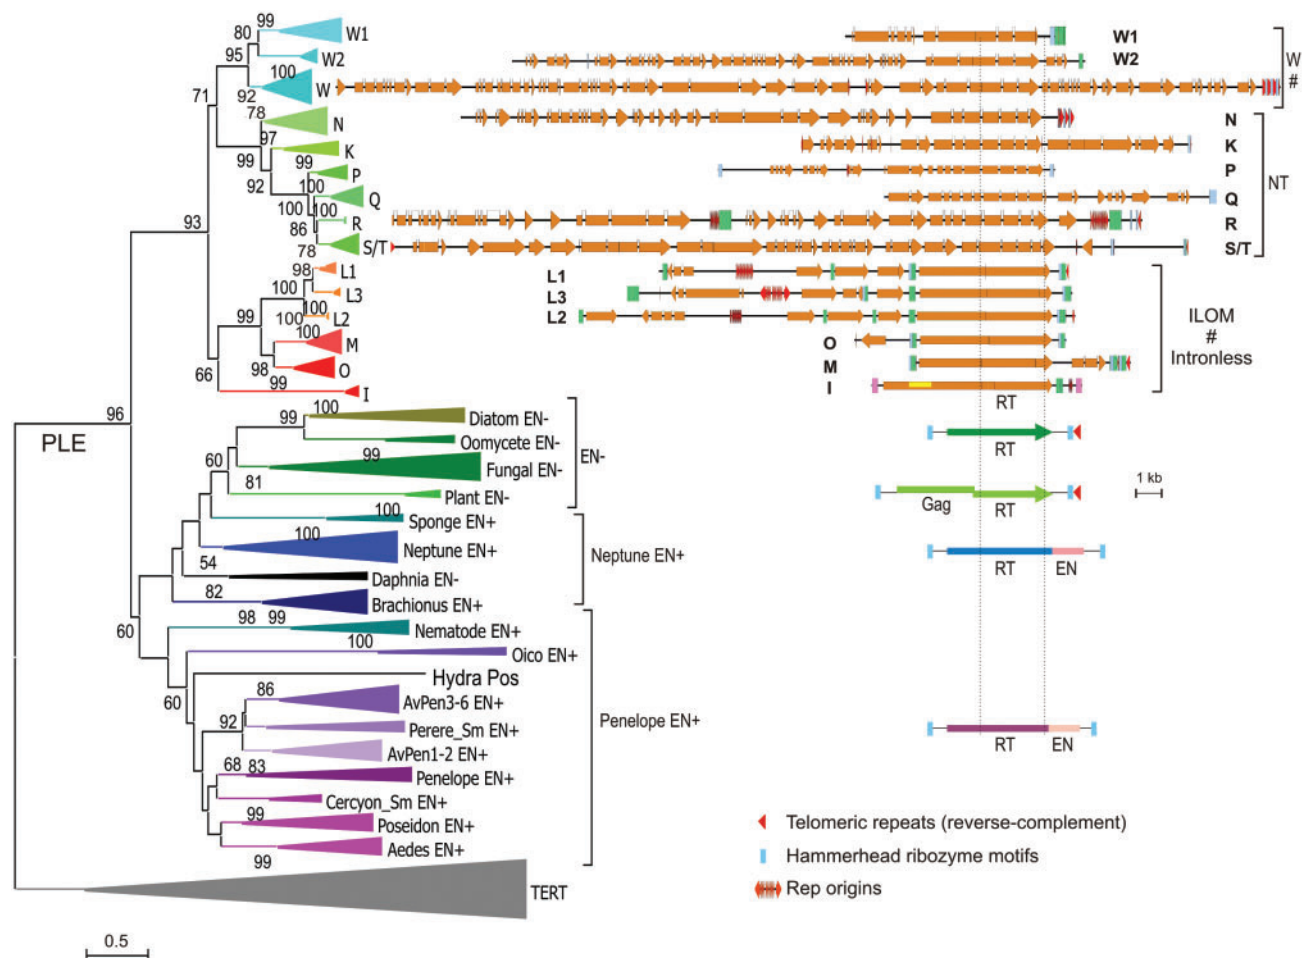 99
80
W1
W1
W
#
95
W2
W2
100
W
W
71
92
78
N
N
NT
97
K
K
99
99
P
P
92
100
Q
Q
100
100
R
R
86
93
78
S/T
S/T
98
L1
L1
100
L3
L3
ILOM
#
Intronless
99
100
100
L2
L2
100
M
O
98
O
M
66
99
I
I
RT
96
PLE
100
99
Diatom EN-
Oomycete EN-
RT
EN-
60
99
Fungal EN-
81
Plant EN-
1 kb
Gag
RT
100
Sponge EN+
100
Neptune EN+
Neptune EN+
54
Daphnia EN-
RT
EN
82
Brachionus EN+
98
99
Nematode EN+
60
100
Oico EN+
Hydra Pos
60
86
AvPen3-6 EN+
92
Perere_Sm EN+
Penelope EN+
RT
EN
AvPen1-2 EN+
68
83
Penelope EN+
Cercyon_Sm EN+
99
Poseidon EN+
Aedes EN+
99
TERT
Telomeric repeats (reverse-complement)
Hammerhead ribozyme motifs
Rep origins
0.5